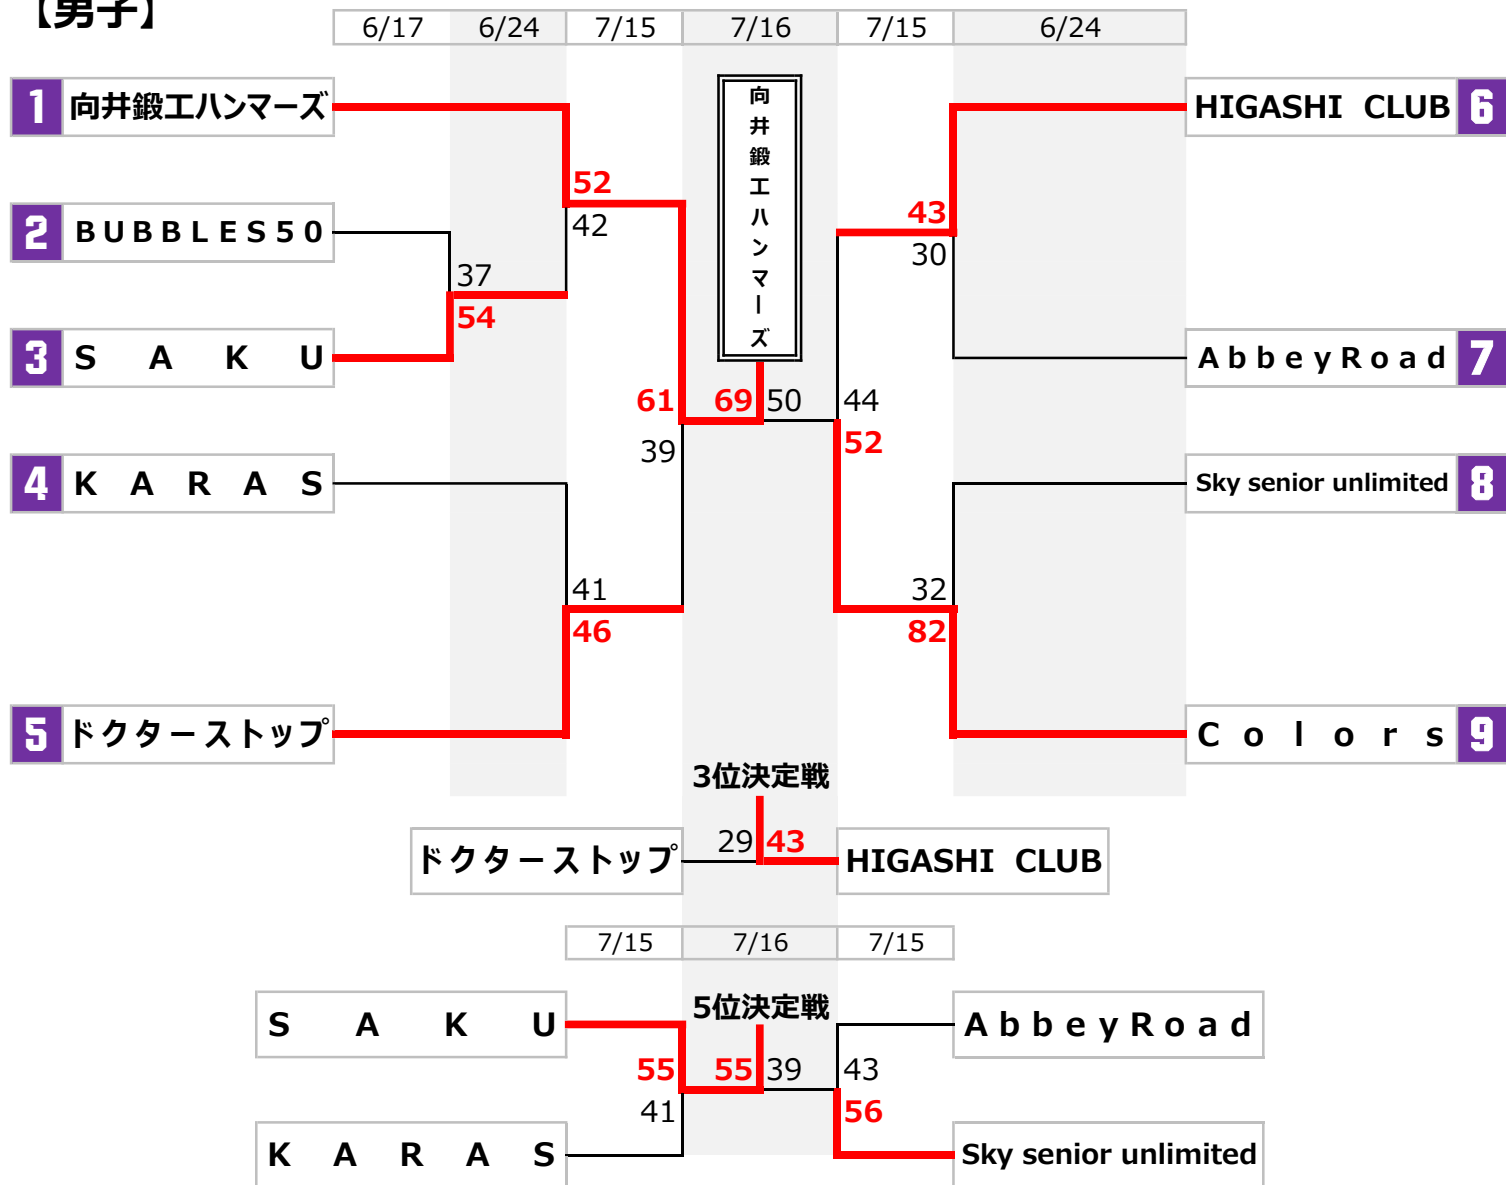 【男子】
6/17 6/24 7/15 7/16 7/15 6/24
1 向井鍛工ハンマーズ
向井鍛工ハンマーズ
HIGASHI CLUB 6
52
42
43
30
2 BUBBLES50
37
54
3 SAKU
AbbeyRoad 7
61 69 50 44
39 52
4 KARAS
Sky senior unlimited 8
41
46
32
82
5 ドクターストップ
Colors 9
3位決定戦
ドクターストップ 29 43 HIGASHI CLUB
7/15 7/16 7/15
SAKU 5位決定戦 AbbeyRoad
55 55 39 43
41 56
KARAS Sky senior unlimited